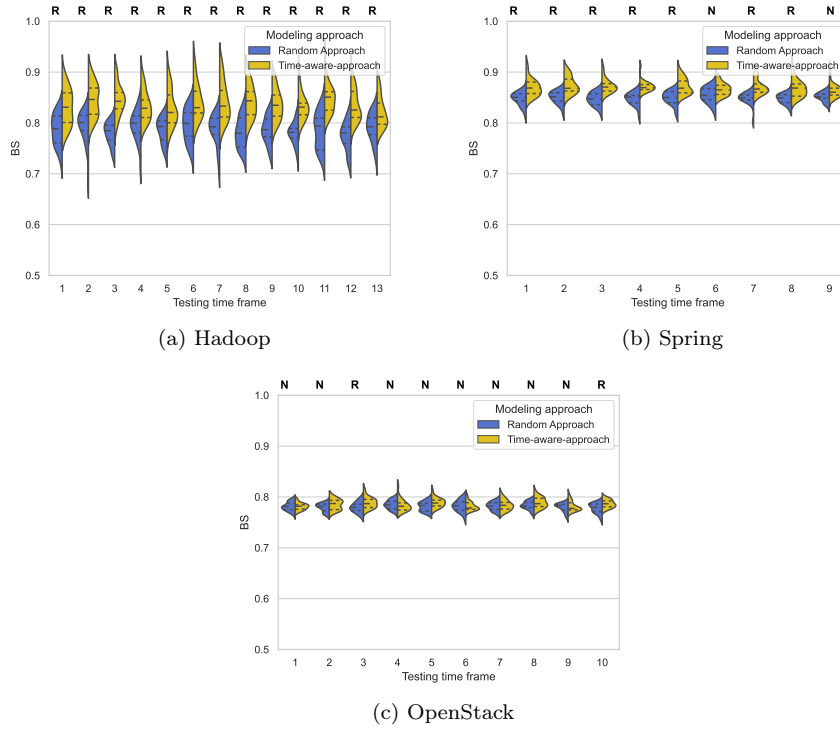 R R R R R R R R R R R R R
1.0
0.9
0.8
0.7
0.6
0.5
BS
Modeling approach
Random Approach
Time-aware-approach
1 2 3 4 5 6 7 8 9 10 11 12 13
Testing time frame
(a) Hadoop
R R R R R N R R N
1.0
0.9
0.8
0.7
0.6
0.5
BS
Modeling approach
Random Approach
Time-aware-approach
1 2 3 4 5 6 7 8 9
Testing time frame
(b) Spring
N N R N N N N N N R
1.0
0.9
0.8
0.7
0.6
0.5
BS
Modeling approach
Random Approach
Time-aware-approach
1 2 3 4 5 6 7 8 9 10
Testing time frame
(c) OpenStack